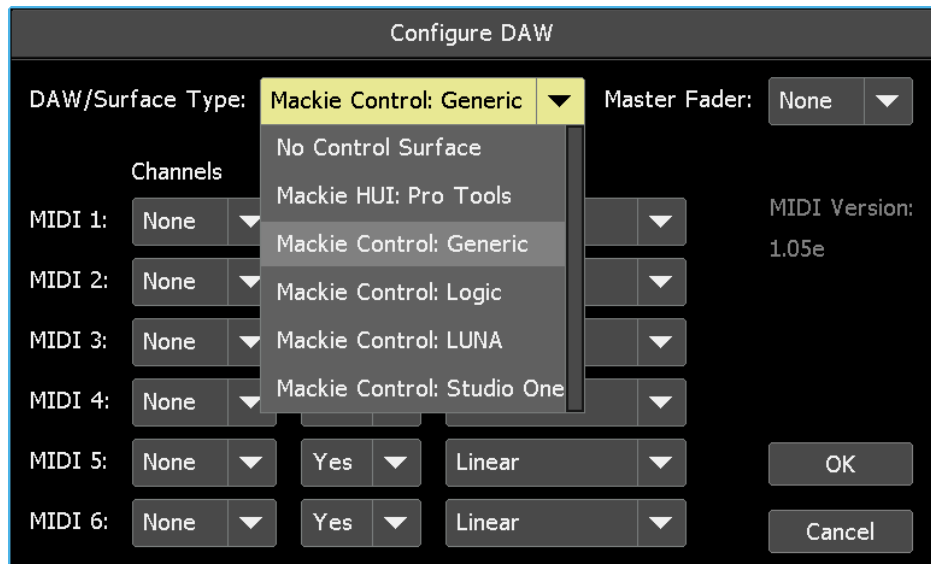 Configure DAW
DAW/Surface Type: Mackie Control: Generic Master Fader: None
No Control Surface
Channels
Mackie HUI: Pro Tools
MIDI 1: None MIDI Version:
Mackie Control: Generic
1.05e
MIDI 2: None
Mackie Control: Logic
MIDI 3: None Mackie Control: LUNA
Mackie Control: Studio One
MIDI 4: None
MIDI 5: None Yes Linear OK
MIDI 6: None Yes Linear Cancel